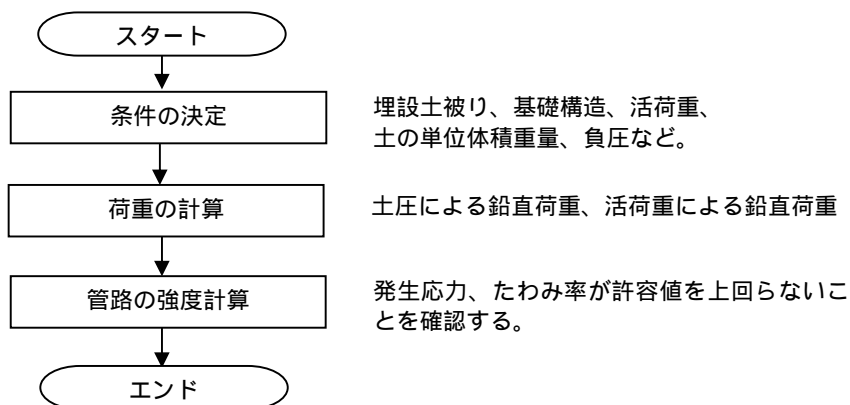 スタート
条件の決定
埋設土被り、基礎構造、活荷重、
土の単位体積重量、負圧など。
荷重の計算
土圧による鉛直荷重、活荷重による鉛直荷重
管路の強度計算
発生応力、たわみ率が許容値を上回らないこ
とを確認する。
エンド